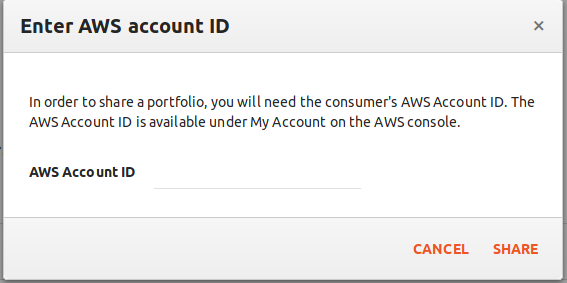 Enter AWS account ID
×
In order to share a portfolio, you will need the consumer's AWS Account ID. The
AWS Account ID is available under My Account on the AWS console.
AWS Account ID
CANCEL SHARE